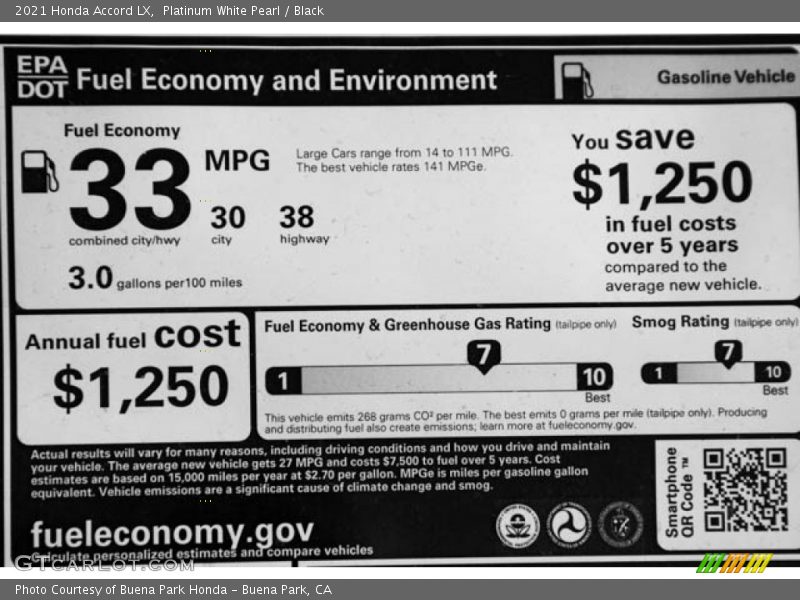 2021 Honda Accord LX,  Platinum White Pearl / Black
EPA
DOT
Fuel Economy and Environment
Gasoline Vehicle
Fuel Economy
33 MPG
combined city/hwy
30
city
38
highway
3.0 gallons per100 miles
Large Cars range from 14 to 111 MPG.
The best vehicle rates 141 MPGe.
You save
$1,250
in fuel costs
over 5 years
compared to the
average new vehicle.
Annual fuel cost
$1,250
Fuel Economy & Greenhouse Gas Rating (tailpipe only)
7
1
10
Best
Smog Rating (tailpipe only)
7
1
10
Best
This vehicle emits 268 grams CO² per mile. The best emits 0 grams per mile (tailpipe only). Producing
and distributing fuel also create emissions; learn more at fueleconomy.gov.
Actual results will vary for many reasons, including driving conditions and how you drive and maintain
your vehicle. The average new vehicle gets 27 MPG and costs $7,500 to fuel over 5 years. Cost
estimates are based on 15,000 miles per year at $2.70 per gallon. MPGe is miles per gasoline gallon
equivalent. Vehicle emissions are a significant cause of climate change and smog.
fueleconomy.gov
Calculate personalized estimates and compare vehicles
Smartphone
QR Code ™
GTcarlot.com
Photo Courtesy of Buena Park Honda – Buena Park, CA